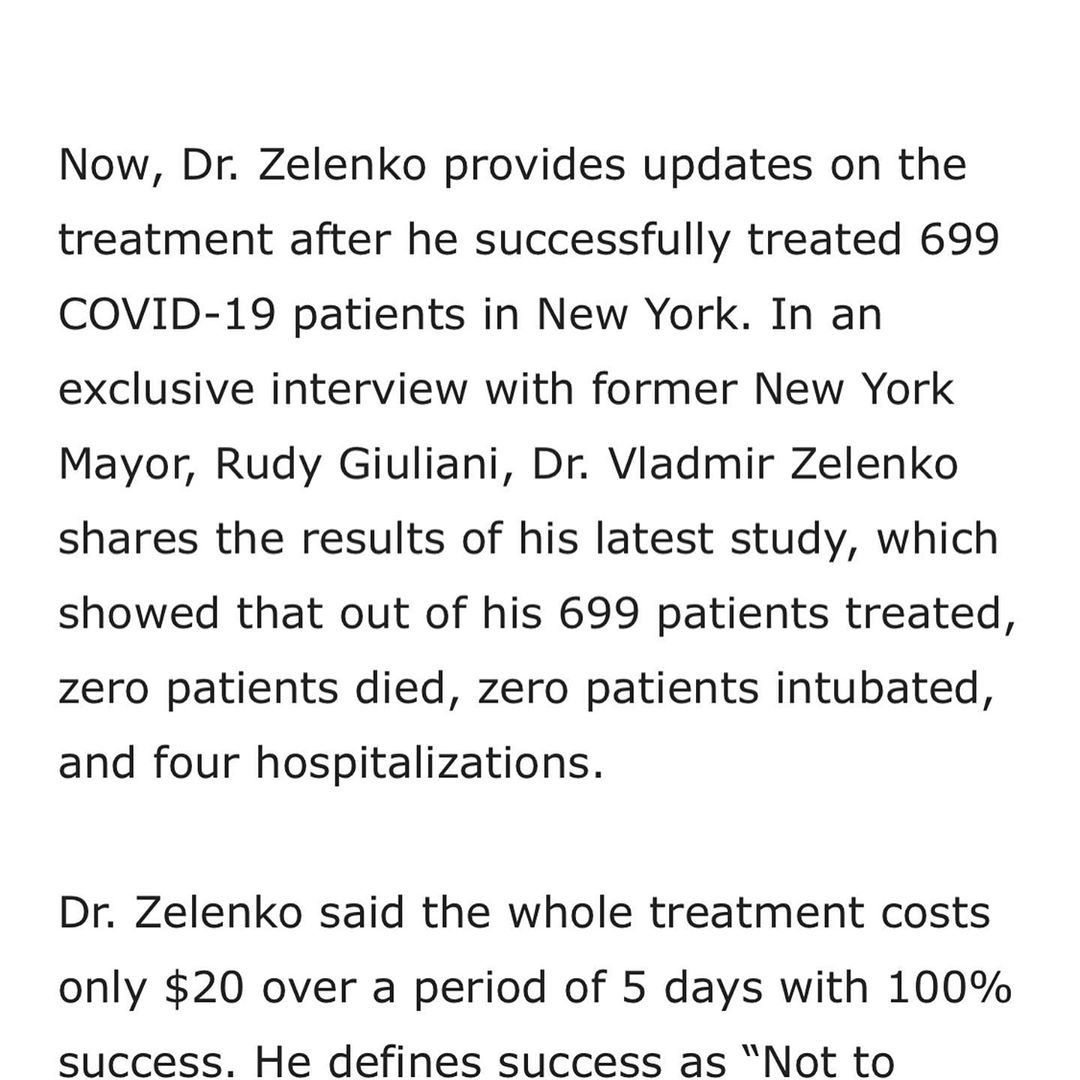 Now, Dr. Zelenko provides updates on the
treatment after he successfully treated 699
COVID-19 patients in New York. In an
exclusive interview with former New York
Mayor, Rudy Giuliani, Dr. Vladmir Zelenko
shares the results of his latest study, which
showed that out of his 699 patients treated,
zero patients died, zero patients intubated,
and four hospitalizations.
Dr. Zelenko said the whole treatment costs
only $20 over a period of 5 days with 100%
success. He defines success as “Not to